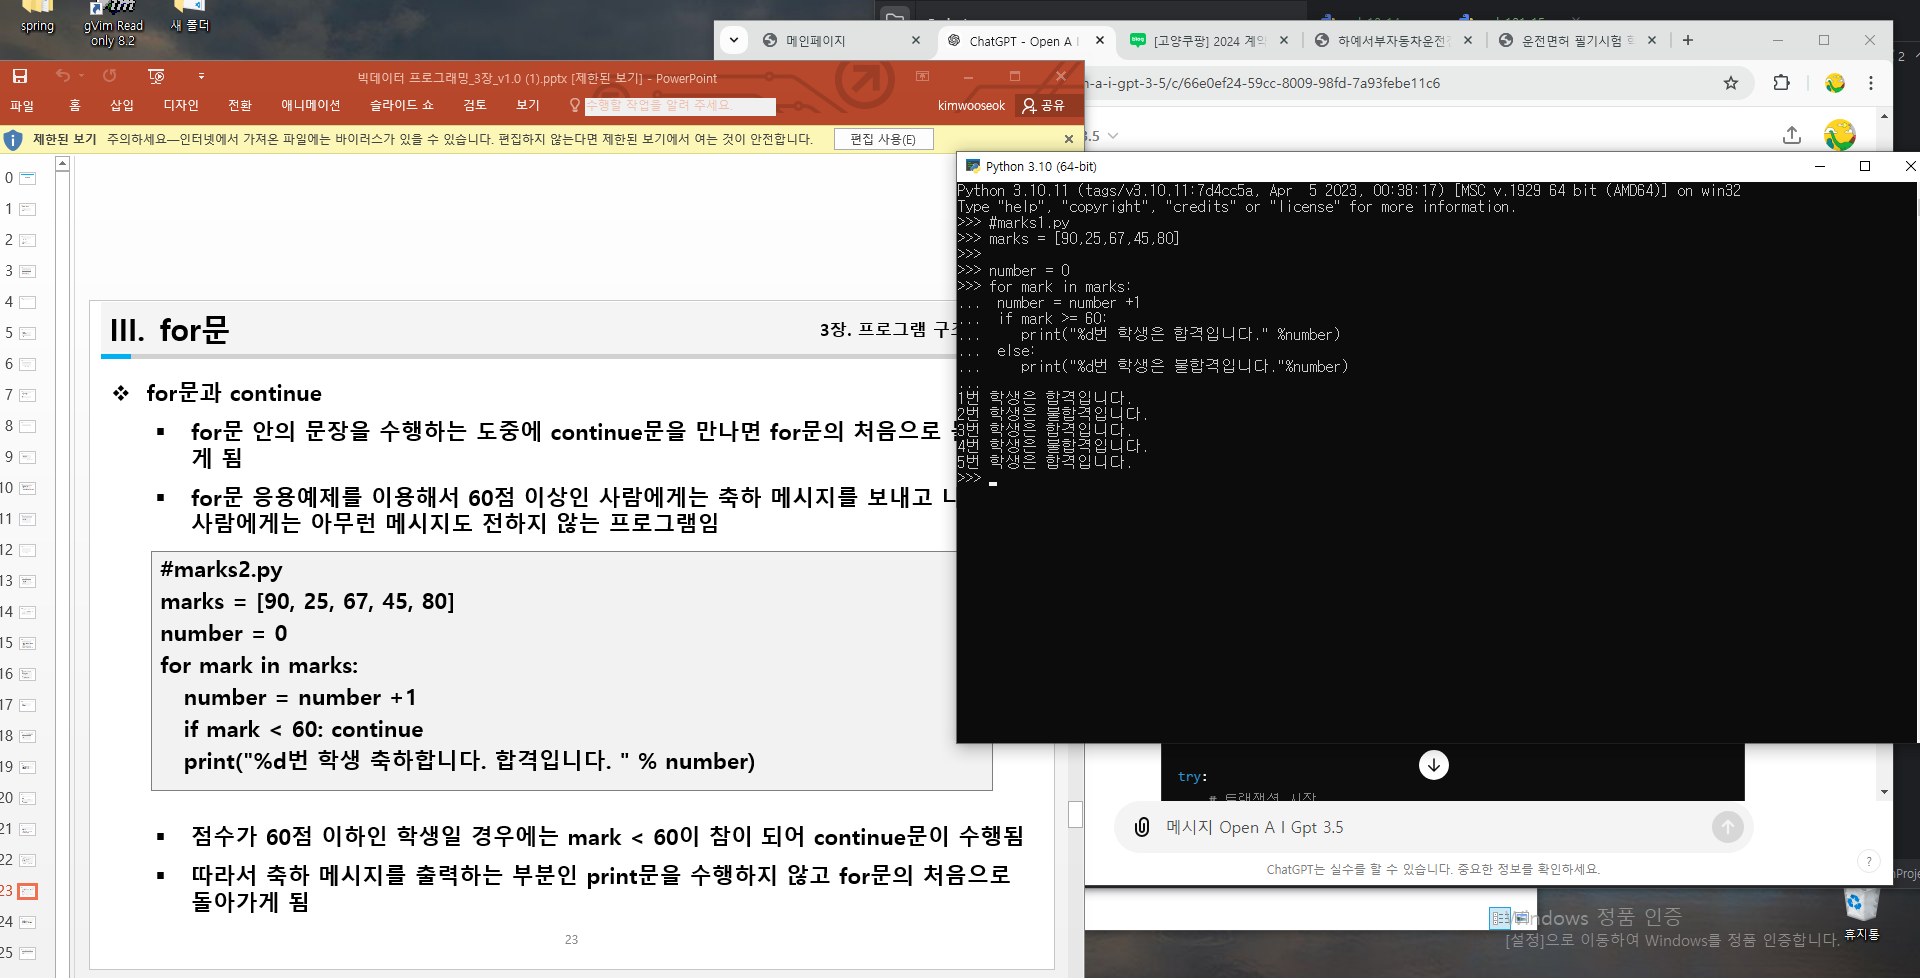 spring
gVim Read
only 8.2
새 폴더
메인페이지
ChatGPT - Open A I
[고양쿠팡] 2024 계약
하예서부자동차운전
운전면허 필기시험
빅데이터 프로그래밍_3장_v1.0 (1).pptx [제한된 보기] - PowerPoint
n-a-i-gpt-3-5/c/66e0ef24-59cc-8009-98fd-7a93febe11c6
파일
홈
삽입
디자인
전환
애니메이션
슬라이드 쇼
검토
보기
수행할 작업을 알려 주세요.
kimwooseok
공유
제한된 보기 주의하세요—인터넷에서 가져온 파일에는 바이러스가 있을 수 있습니다. 편집하지 않는다면 제한된 보기에서 여는 것이 안전합니다.
편집 사용(E)
3.5
0
1
2
3
4
5
6
7
8
9
10
11
12
13
14
15
16
17
18
19
20
21
22
23
24
25
III. for문
3장. 프로그램 구조
❖ for문과 continue
▪ for문 안의 문장을 수행하는 도중에 continue문을 만나면 for문의 처음으로
게 됨
▪ for문 응용예제를 이용해서 60점 이상인 사람에게는 축하 메시지를 보내고
사람에게는 아무런 메시지도 전하지 않는 프로그램임
#marks2.py
marks = [90, 25, 67, 45, 80]
number = 0
for mark in marks:
number = number +1
if mark < 60: continue
print("%d번 학생 축하합니다. 합격입니다. " % number)
▪ 점수가 60점 이하인 학생일 경우에는 mark < 60이 참이 되어 continue문이 수행됨
▪ 따라서 축하 메시지를 출력하는 부분인 print문을 수행하지 않고 for문의 처음으로
돌아가게 됨
23
Python 3.10 (64-bit)
Python 3.10.11 (tags/v3.10.11:7d4cc5a, Apr  5 2023, 00:38:17) [MSC v.1929 64 bit (AMD64)] on win32
Type "help", "copyright", "credits" or "license" for more information.
>>> #marks1.py
>>> marks = [90,25,67,45,80]
>>>
>>> number = 0
>>> for mark in marks:
...  number = number +1
...  if mark >= 60:
...     print("%d번 학생은 합격입니다." %number)
...  else:
...     print("%d번 학생은 불합격입니다."%number)
...
1번 학생은 합격입니다.
2번 학생은 불합격입니다.
3번 학생은 합격입니다.
4번 학생은 불합격입니다.
5번 학생은 합격입니다.
>>>
try:
# 트랜잭션 시작
메시지 Open A I Gpt 3.5
ChatGPT는 실수를 할 수 있습니다. 중요한 정보를 확인하세요.
?
Windows 정품 인증
[설정]으로 이동하여 Windows를 정품 인증합니다.
휴지통